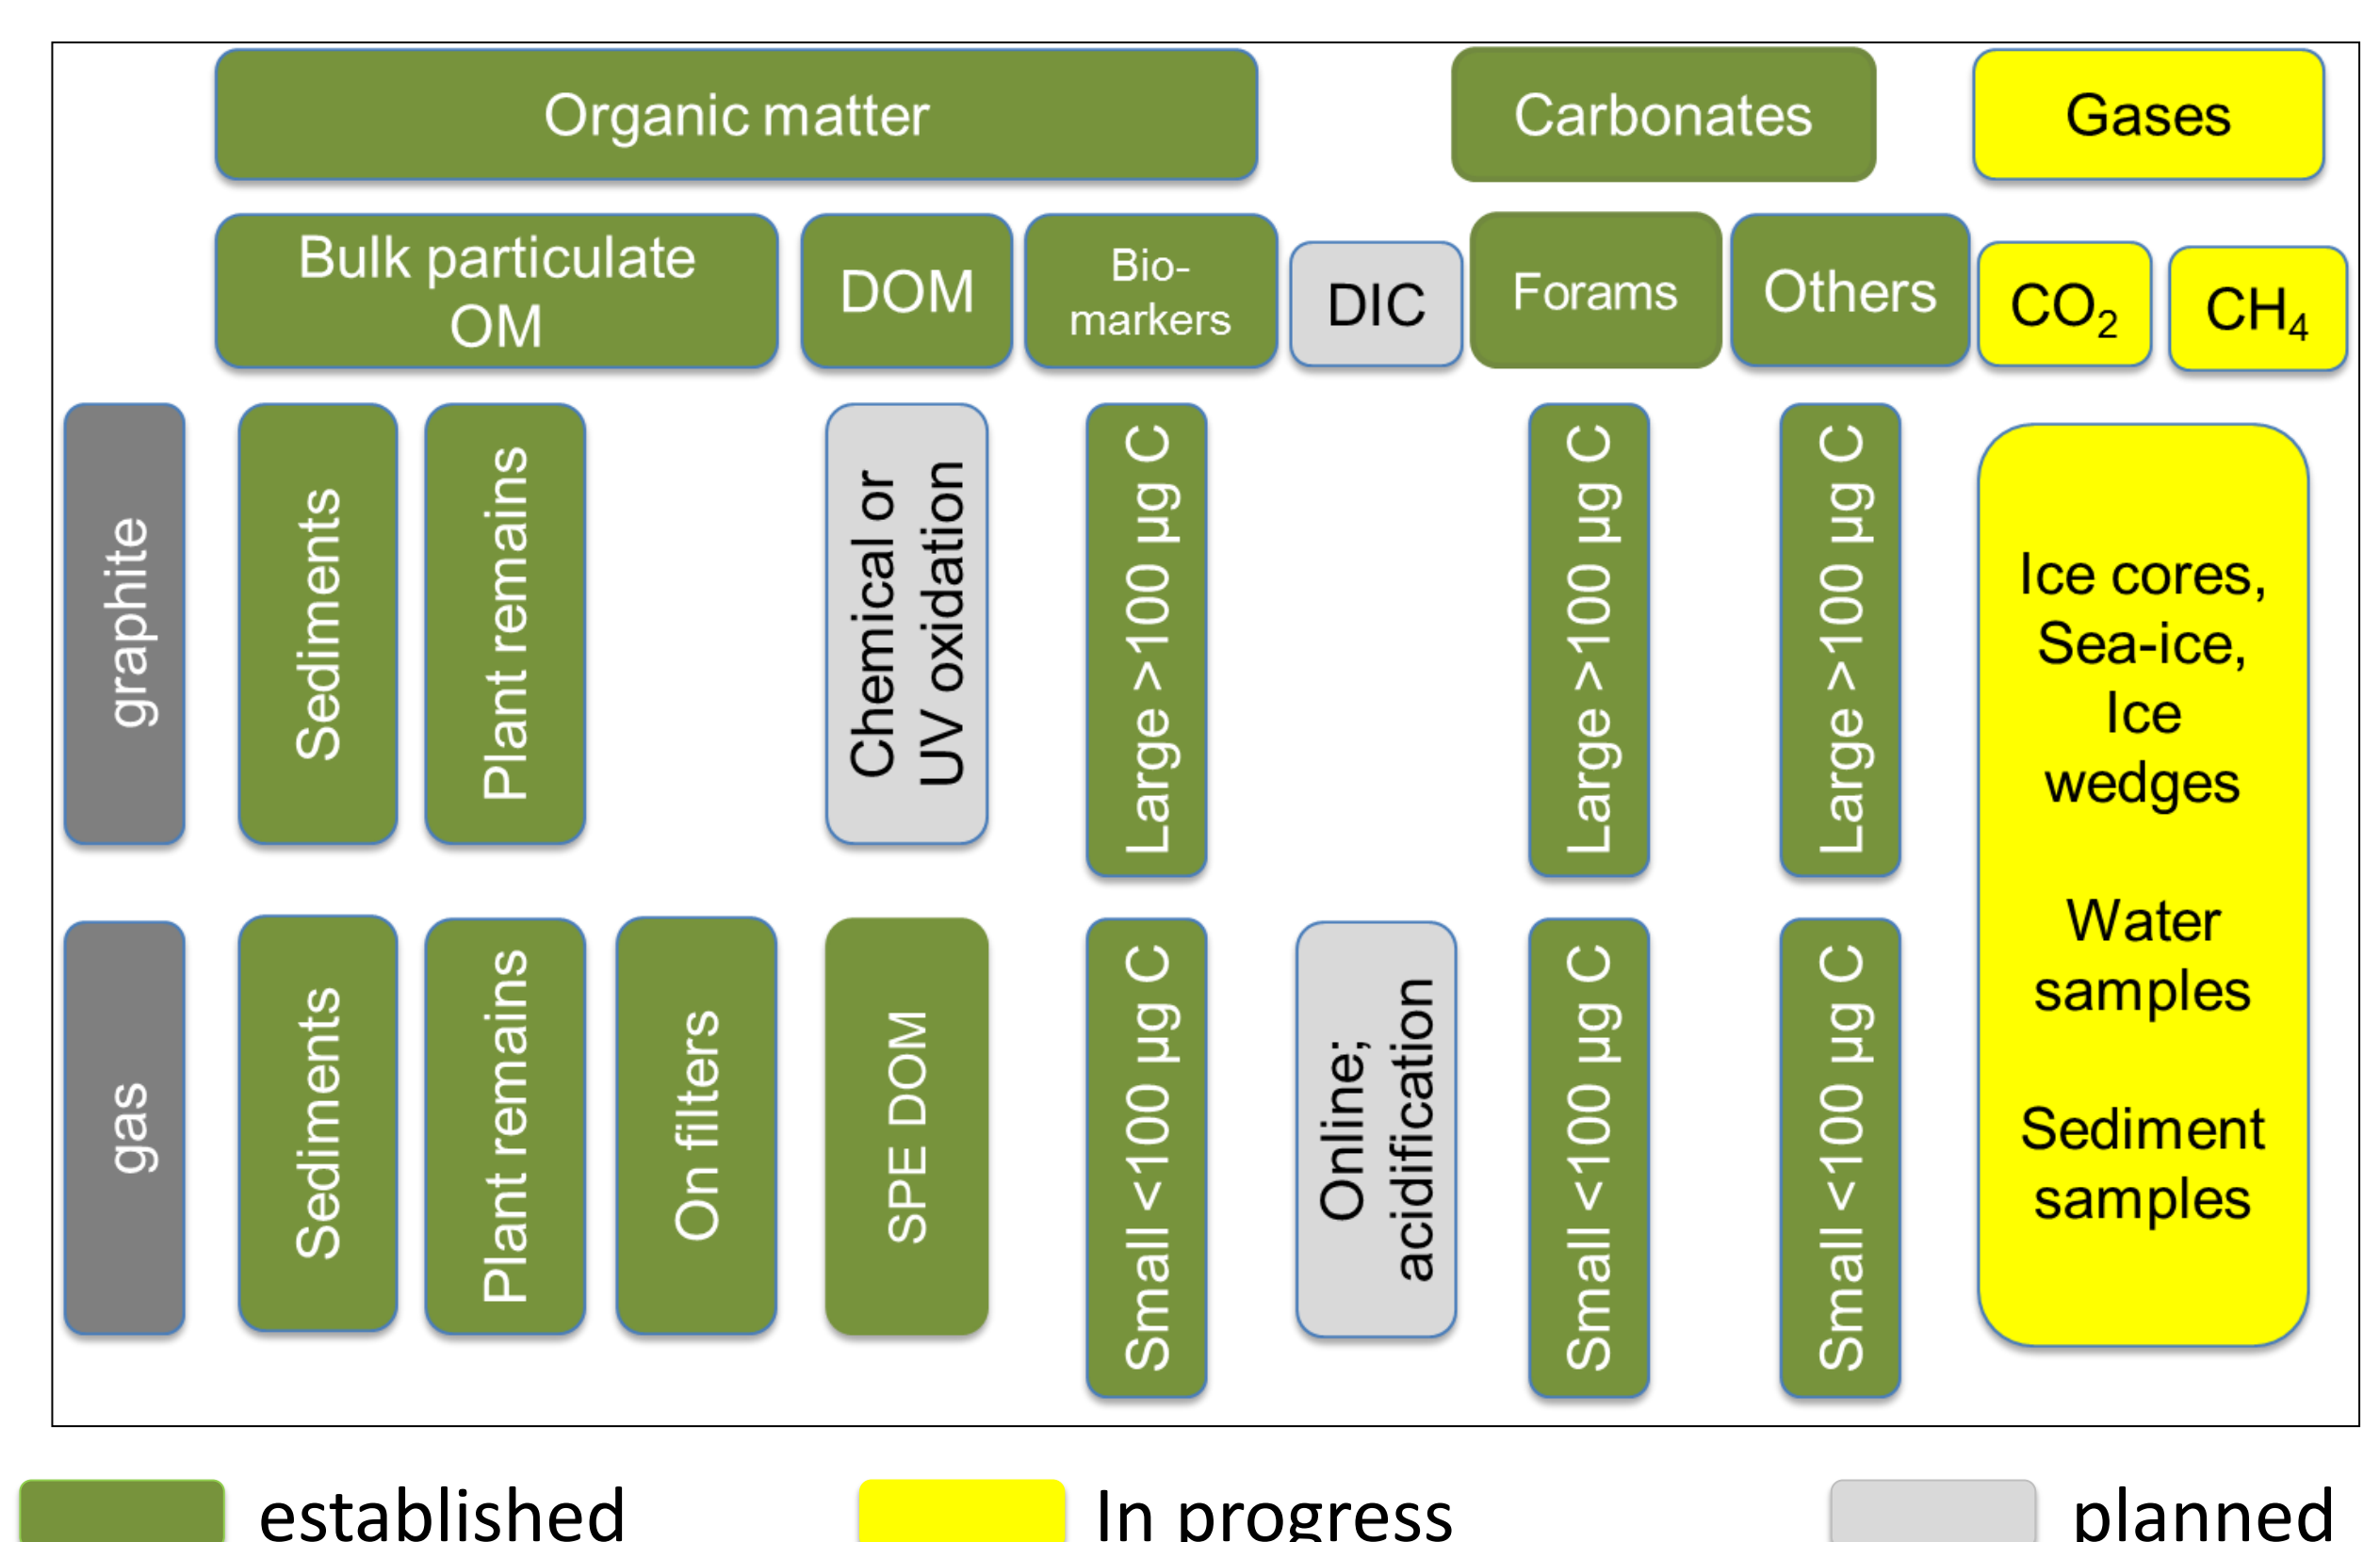 Organic matter
Carbonates
Gases
Bulk particulate
OM
DOM
Bio-
markers
DIC
Forams
Others
CO₂
CH₄
graphite
Sediments
Plant remains
Chemical or
UV oxidation
Large >100 µg C
Large >100 µg C
Large >100 µg C
Ice cores,
Sea-ice,
Ice
wedges
Water
samples
Sediment
samples
gas
Sediments
Plant remains
On filters
SPE DOM
Small <100 µg C
Online;
acidification
Small <100 µg C
Small <100 µg C
established
In progress
planned